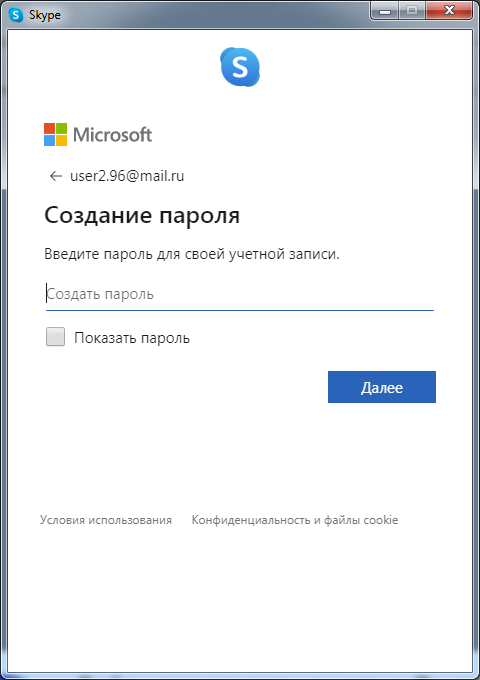 Skype
S
Microsoft
← user2.96@mail.ru
Создание пароля
Введите пароль для своей учетной записи.
Создать пароль
Показать пароль
Далее
Условия использования Конфиденциальность и файлы cookie